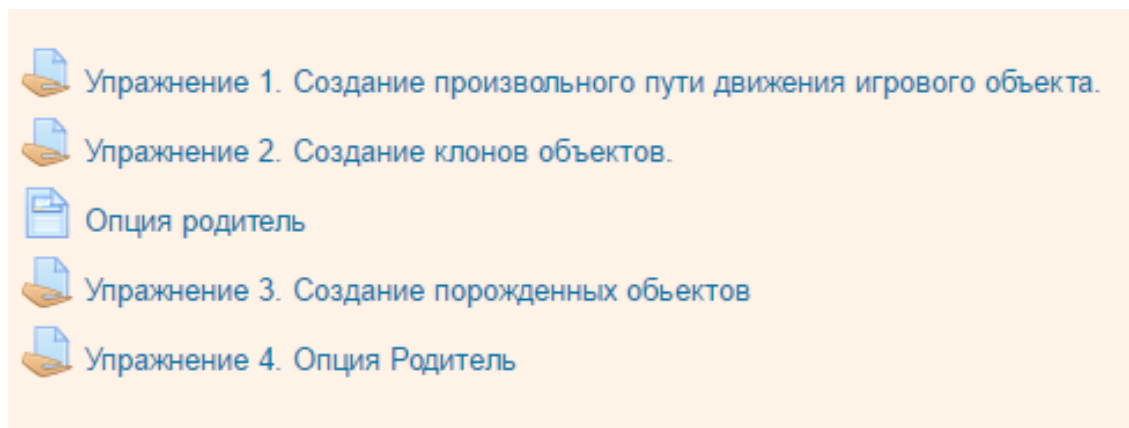 Упражнение 1. Создание произвольного пути движения игрового объекта.
Упражнение 2. Создание клонов объектов.
Опция родитель
Упражнение 3. Создание порожденных обьектов
Упражнение 4. Опция Родитель